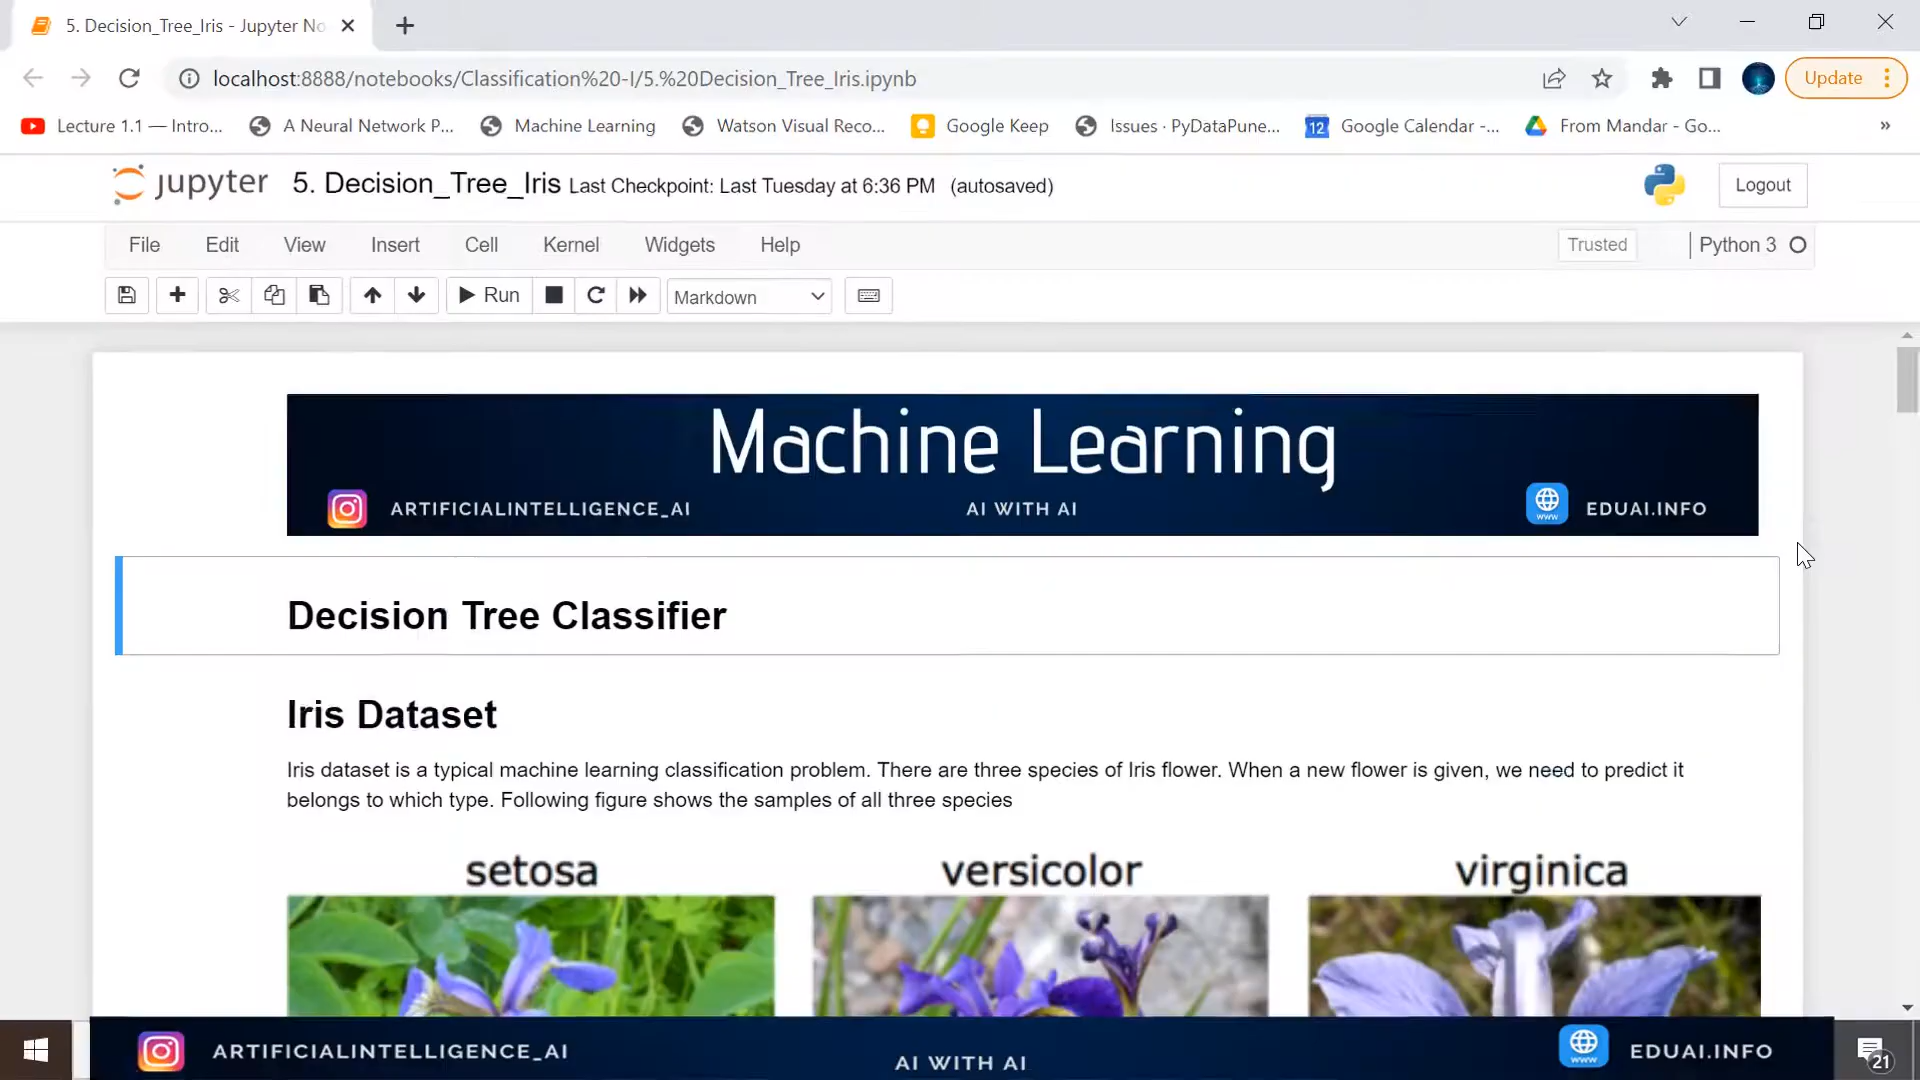 5. Decision_Tree_Iris - Jupyter No
localhost:8888/notebooks/Classification%20-I/5.%20Decision_Tree_Iris.ipynb
Update
Lecture 1.1 — Intro...
A Neural Network P...
Machine Learning
Watson Visual Reco...
Google Keep
Issues · PyDataPune...
12
Google Calendar -...
From Mandar - Go...
»
jupyter
5. Decision_Tree_Iris Last Checkpoint: Last Tuesday at 6:36 PM (autosaved)
Logout
File Edit View Insert Cell Kernel Widgets Help
Trusted
Python 3
Run
Markdown
Machine Learning
ARTIFICIALINTELLIGENCE_AI
AI WITH AI
www
EDUAI.INFO
Decision Tree Classifier
Iris Dataset
Iris dataset is a typical machine learning classification problem. There are three species of Iris flower. When a new flower is given, we need to predict it
belongs to which type. Following figure shows the samples of all three species
setosa
versicolor
virginica
ARTIFICIALINTELLIGENCE_AI
AI WITH AI
www
EDUAI.INFO
21